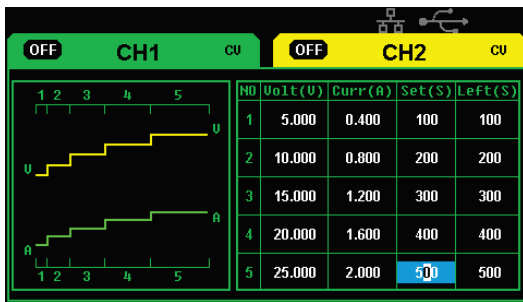 OFF CH1 CV OFF CH2 CV
1 2 3 4 5
V
V
A
A
1 2 3 4 5
NO Volt(V) Curr(A) Set(S) Left(S)
1 5.000 0.400 100 100
2 10.000 0.800 200 200
3 15.000 1.200 300 300
4 20.000 1.600 400 400
5 25.000 2.000 500 500